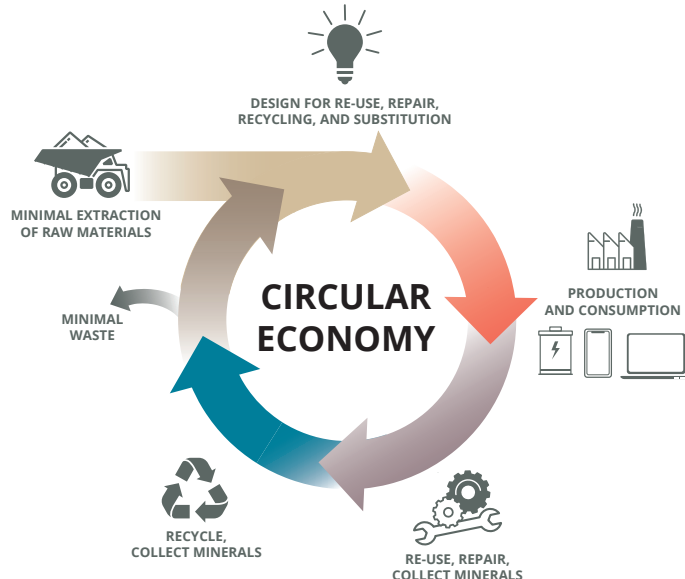 DESIGN FOR RE-USE, REPAIR,
RECYCLING, AND SUBSTITUTION
MINIMAL EXTRACTION
OF RAW MATERIALS
CIRCULAR
ECONOMY
PRODUCTION
AND CONSUMPTION
MINIMAL
WASTE
RECYCLE,
COLLECT MINERALS
RE-USE, REPAIR,
COLLECT MINERALS